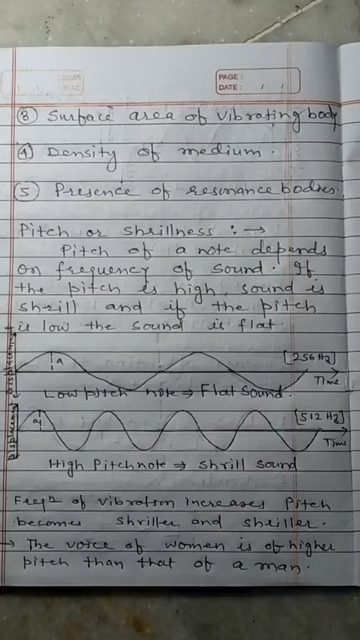 PAGE :
DATE : / /
③ Surface area of vibrating body
④ Density of medium.
⑤ Presence of resonance bodies.
Pitch or shrillness : →
Pitch of a note depends
on frequency of sound. If
the pitch is high, sound is
shrill and if the pitch
is low the sound is flat.
Displacement
a
[256 Hz]
Time
Low pitch note ⇒ Flat sound.
Displacement
a
[512 Hz]
Time
High Pitch note ⇒ shrill sound
Freqⁿ of vibration increases Pitch
becomes shriller and shriller.
→ The voice of women is of higher
pitch than that of a man.